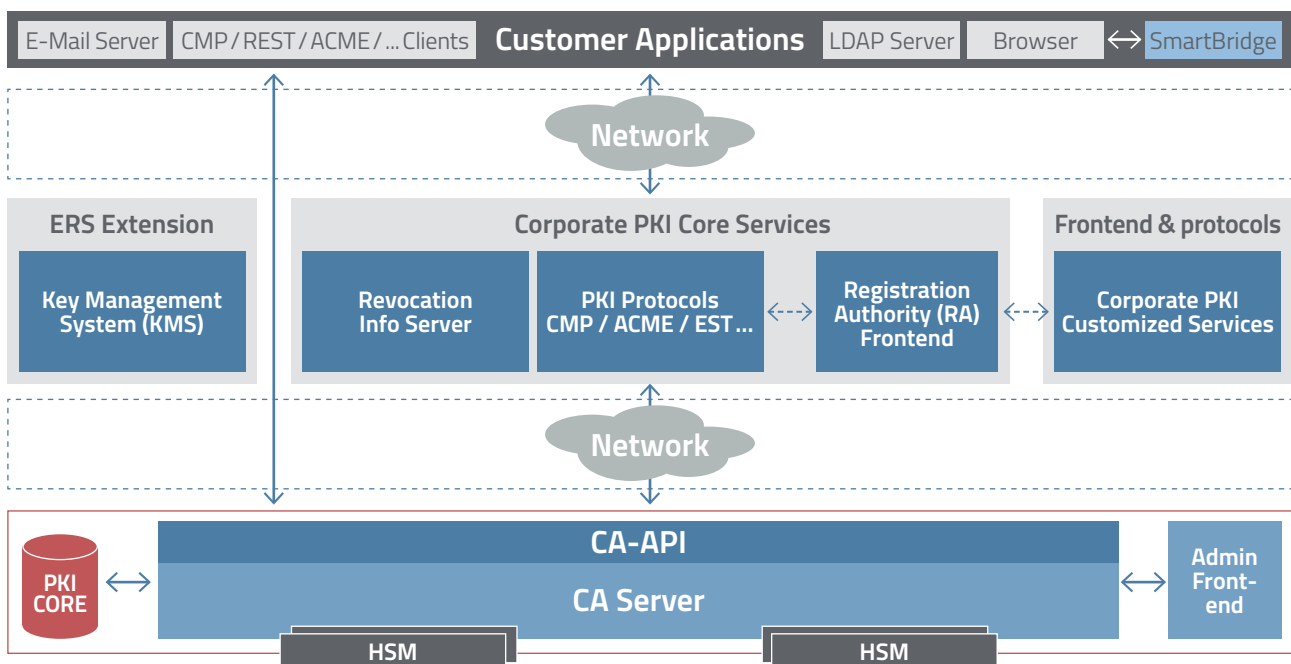 E-Mail Server
CMP / REST / ACME / ... Clients
Customer Applications
LDAP Server
Browser
SmartBridge
Network
ERS Extension
Key Management
System (KMS)
Corporate PKI Core Services
Revocation
Info Server
PKI Protocols
CMP / ACME / EST ...
Registration
Authority (RA)
Frontend
Frontend & protocols
Corporate PKI
Customized Services
Network
PKI
CORE
CA-API
CA Server
Admin
Front-
end
HSM
HSM